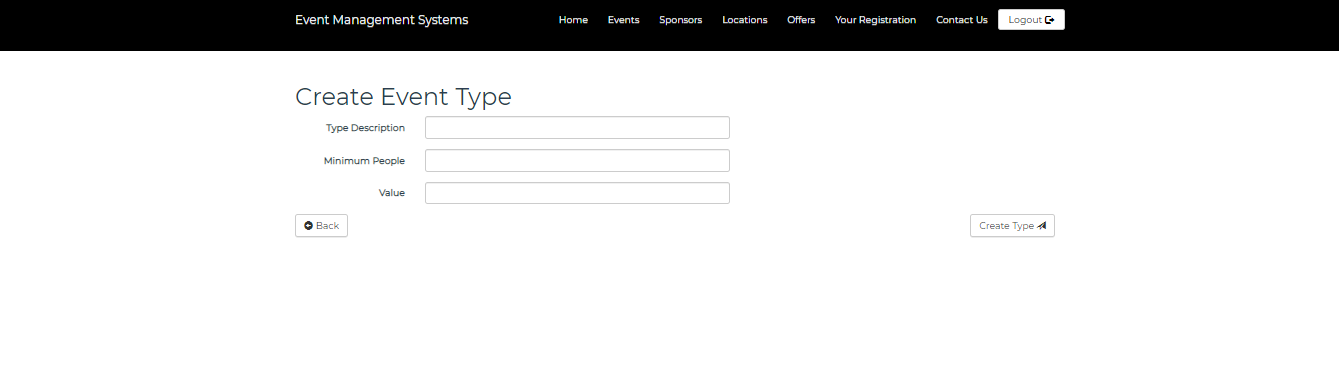 Event Management Systems Home Events Sponsors Locations Offers Your Registration Contact Us Logout
Create Event Type
Type Description
Minimum People
Value
Back Create Type